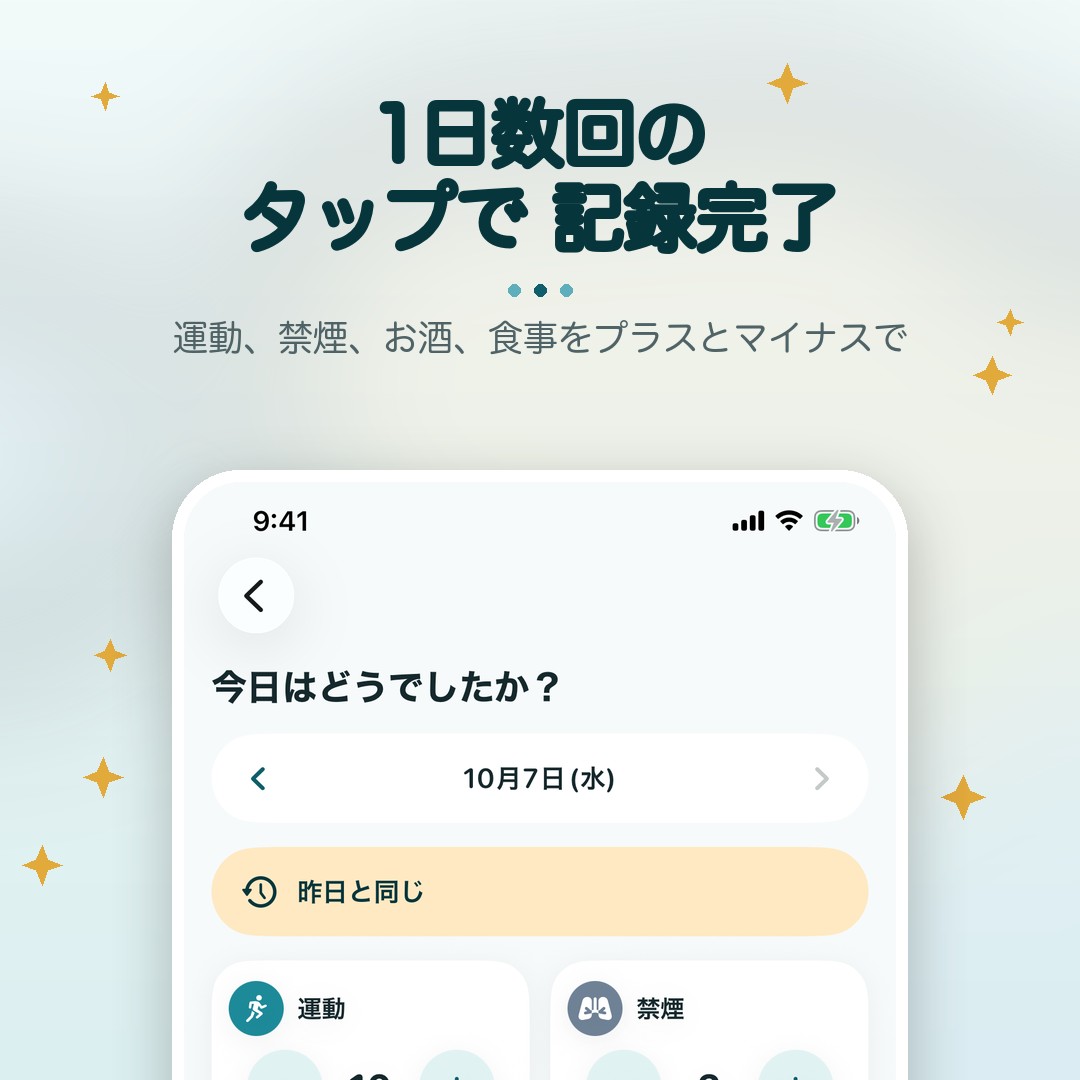 1日数回の
タップで 記録完了
運動、禁煙、お酒、食事をプラスとマイナスで
9:41
今日はどうでしたか？
10月7日(水)
昨日と同じ
運動
禁煙